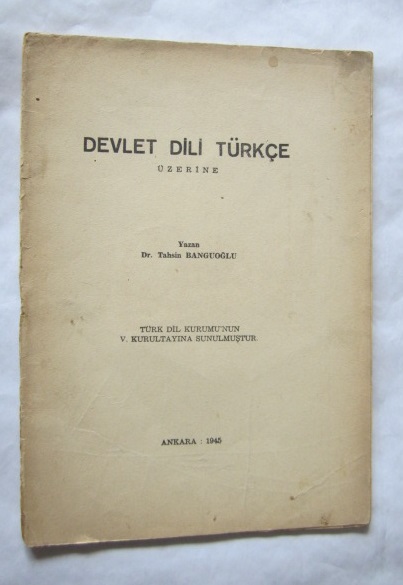 DEVLET DİLİ TÜRKÇE
ÜZERİNE
Yazan
Dr. Tahsin BANGUOĞLU
TÜRK DİL KURUMU'NUN
V. KURULTAYINA SUNULMUŞTUR
ANKARA : 1945